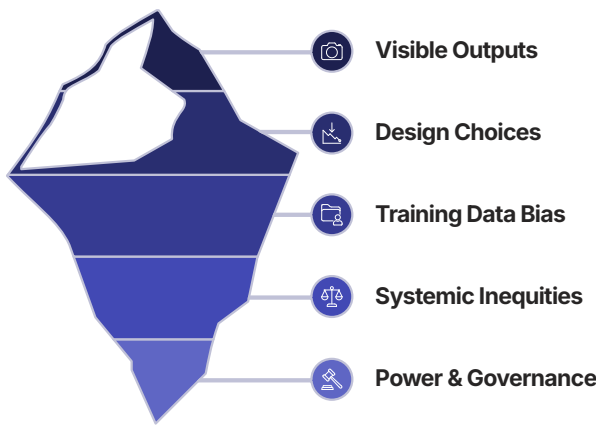 Visible Outputs
Design Choices
Training Data Bias
Systemic Inequities
Power & Governance